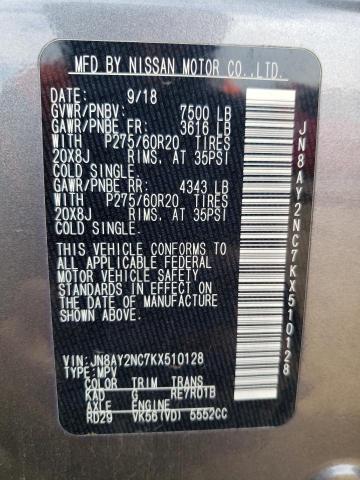 MFD BY NISSAN MOTOR CO., LTD.
DATE: 9/18
GVWR/PNBV: 7500 LB
GAWR/PNBE FR: 3616 LB
WITH P275/60R20 TIRES
20X8J RIMS, AT 35PSI
COLD SINGLE.
GAWR/PNBE RR: 4343 LB
WITH P275/60R20 TIRES
20X8J RIMS, AT 35PSI
COLD SINGLE.
THIS VEHICLE CONFORMS TO
ALL APPLICABLE FEDERAL
MOTOR VEHICLE SAFETY
STANDARDS IN EFFECT ON
THE DATE OF MANUFACTURE
SHOWN ABOVE.
VIN: JN8AY2NC7KX510128
TYPE: MPV
COLOR TRIM TRANS
KAD G RE7R01B
AXLE ENGINE
RD29 VK56(VD) 5552CC
JN8AY2NC7KX510128